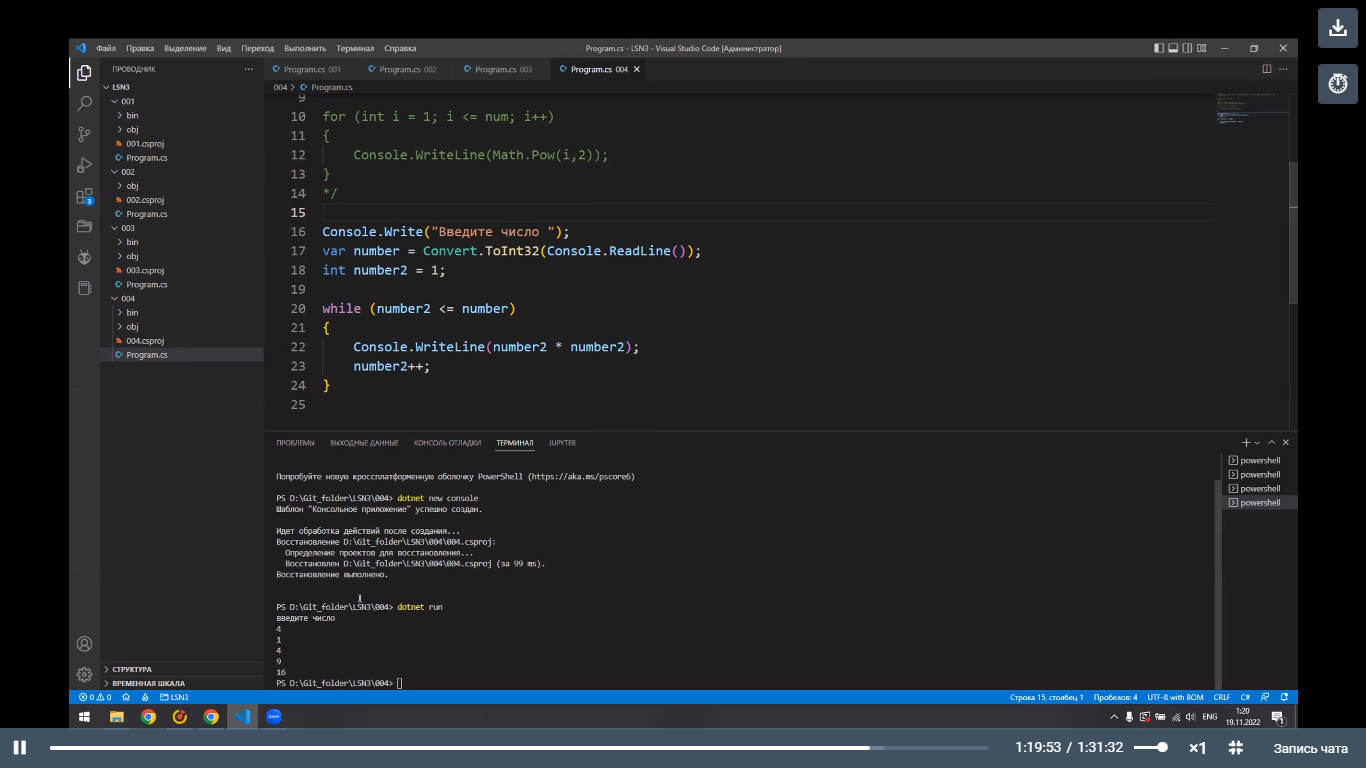 Файл Правка Выделение Вид Переход Выполнить Терминал Справка
Program.cs - LSN3 - Visual Studio Code [Администратор]
ПРОВОДНИК
LSN3
001
bin
obj
001.csproj
Program.cs
002
obj
002.csproj
Program.cs
003
bin
obj
003.csproj
Program.cs
004
bin
obj
004.csproj
Program.cs
СТРУКТУРА
ВРЕМЕННАЯ ШКАЛА
Program.cs 001 Program.cs 002 Program.cs 003 Program.cs 004
004 > Program.cs
9
10 for (int i = 1; i <= num; i++)
11 {
12 Console.WriteLine(Math.Pow(i,2));
13 }
14 */
15
16 Console.Write("Введите число ");
17 var number = Convert.ToInt32(Console.ReadLine());
18 int number2 = 1;
19
20 while (number2 <= number)
21 {
22 Console.WriteLine(number2 * number2);
23 number2++;
24 }
25
ПРОБЛЕМЫ ВЫХОДНЫЕ ДАННЫЕ КОНСОЛЬ ОТЛАДКИ ТЕРМИНАЛ JUPYTER
Попробуйте новую кроссплатформенную оболочку PowerShell (https://aka.ms/pscore6)
PS D:\Git_folder\LSN3\004> dotnet new console
Шаблон "Консольное приложение" успешно создан.
Идет обработка действий после создания...
Восстановление D:\Git_folder\LSN3\004\004.csproj:
Определение проектов для восстановления...
Восстановлен D:\Git_folder\LSN3\004\004.csproj (за 99 ms).
Восстановление выполнено.
PS D:\Git_folder\LSN3\004> dotnet run
введите число
4
1
4
9
16
PS D:\Git_folder\LSN3\004>
powershell
powershell
powershell
powershell
0 0 LSN3
Строка 15, столбец 1 Пробелов: 4 UTF-8 with BOM CRLF C#
3
zoom
ENG
1:20
19.11.2022
1
1:19:53 / 1:31:32 ×1 Запись чата